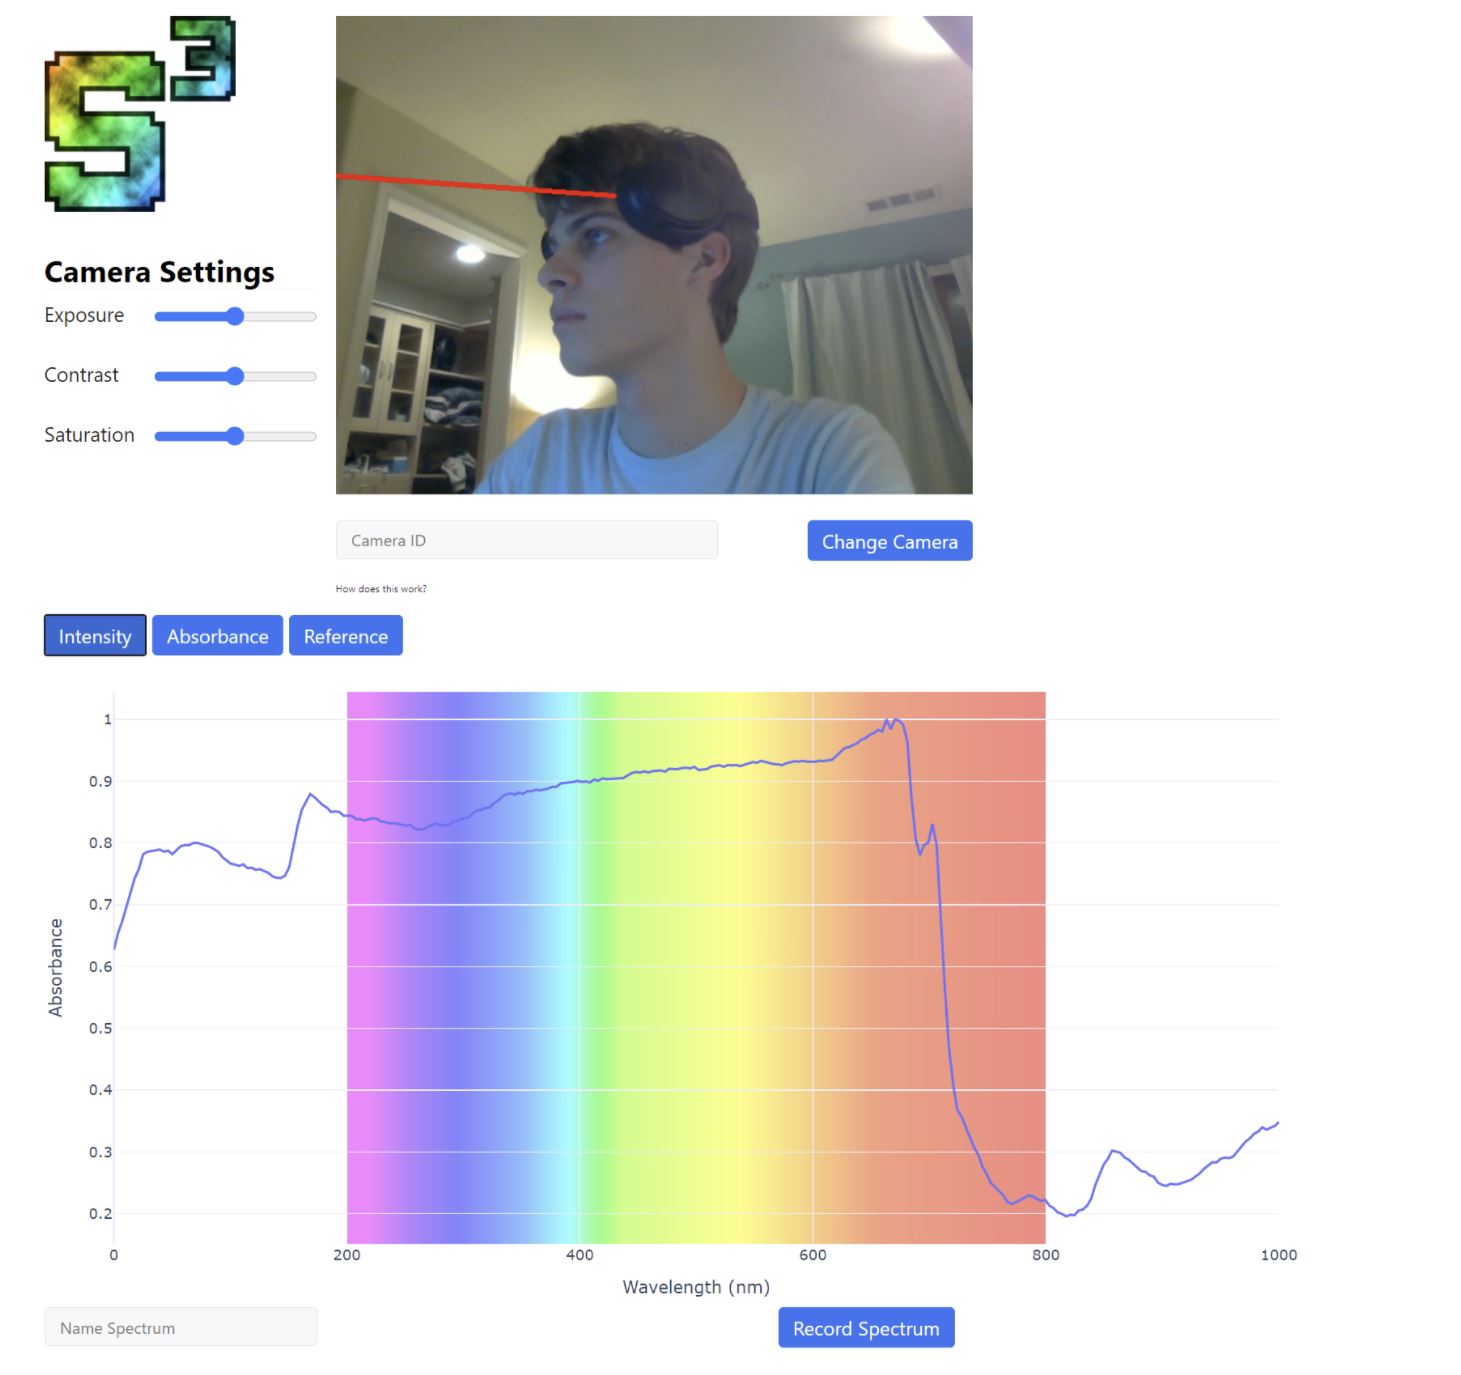 S3
Camera Settings
Exposure
Contrast
Saturation
Camera ID
Change Camera
How does this work?
Intensity Absorbance Reference
1
0.9
0.8
0.7
0.6
0.5
0.4
0.3
0.2
Absorbance
0 200 400 600 800 1000
Wavelength (nm)
Name Spectrum
Record Spectrum